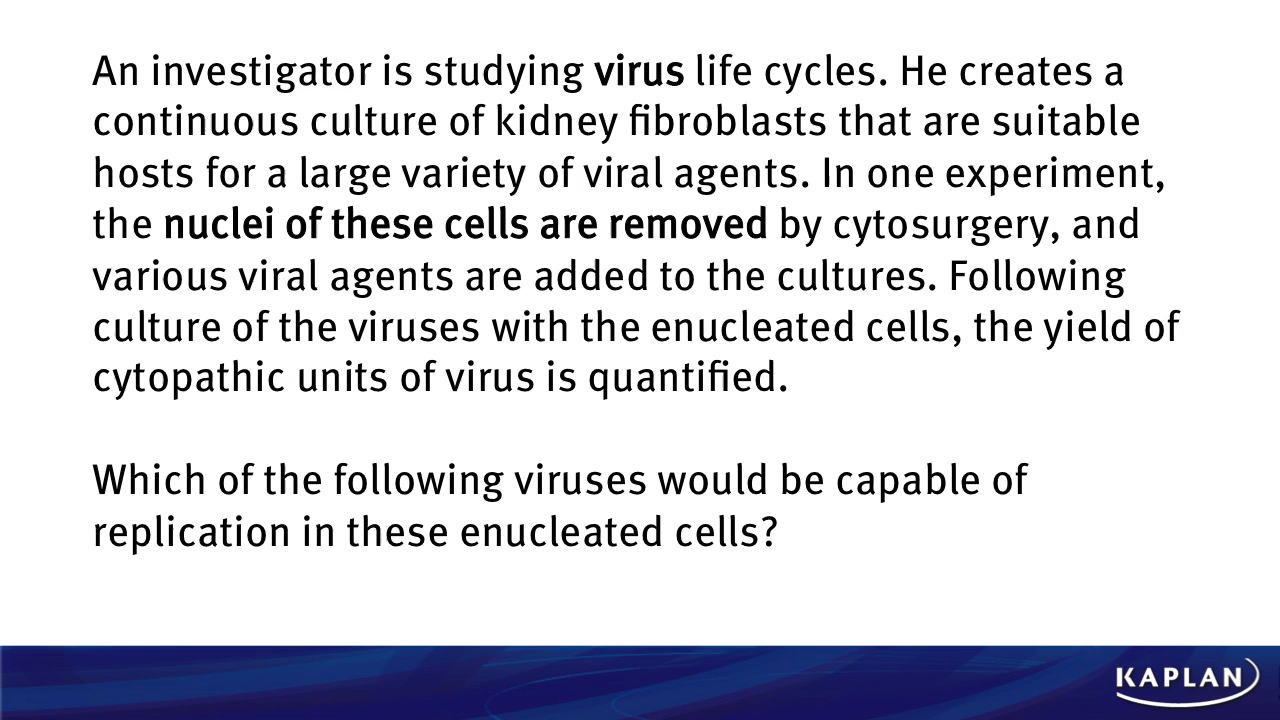 An investigator is studying virus life cycles. He creates a
continuous culture of kidney fibroblasts that are suitable
hosts for a large variety of viral agents. In one experiment,
the nuclei of these cells are removed by cytosurgery, and
various viral agents are added to the cultures. Following
culture of the viruses with the enucleated cells, the yield of
cytopathic units of virus is quantified.
Which of the following viruses would be capable of
replication in these enucleated cells?
KAPLAN